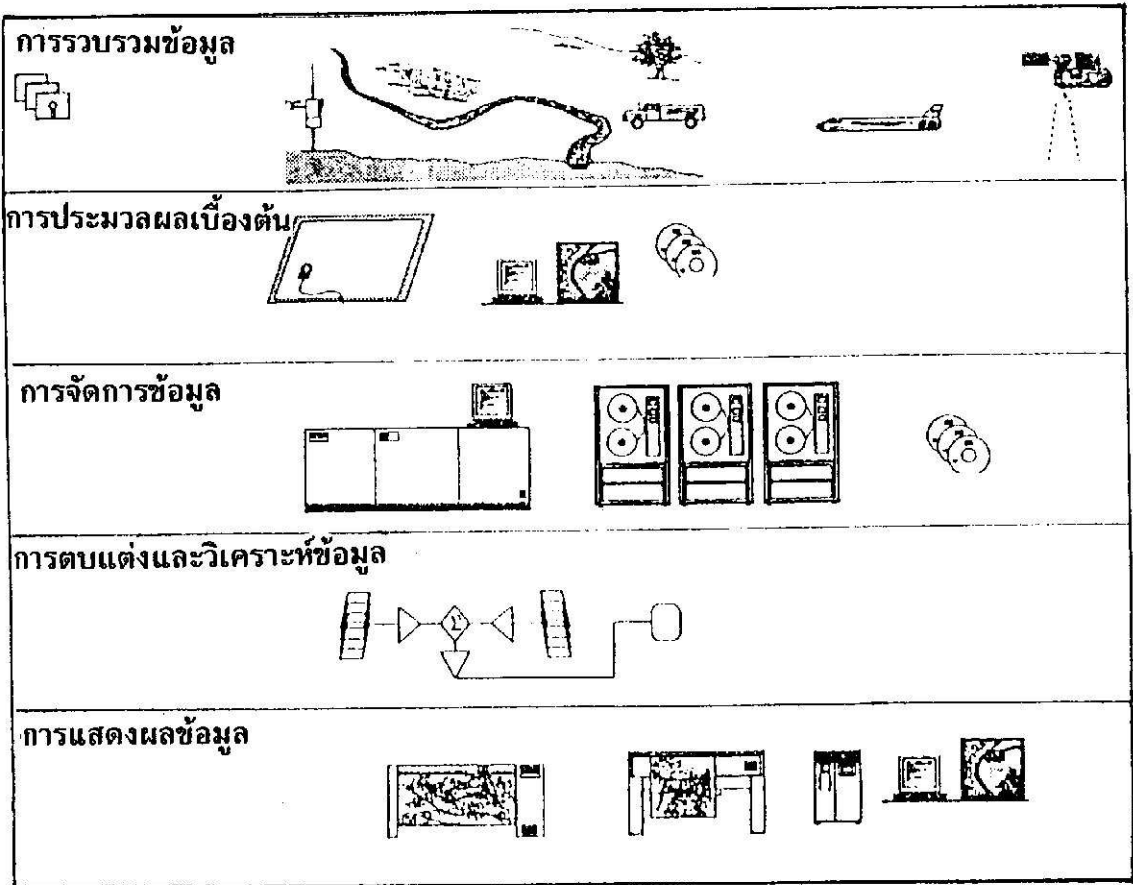 การรวบรวมข้อมูล
การประมวลผลเบื้องต้น
การจัดการข้อมูล
การตบแต่งและวิเคราะห์ข้อมูล
Σ
การแสดงผลข้อมูล